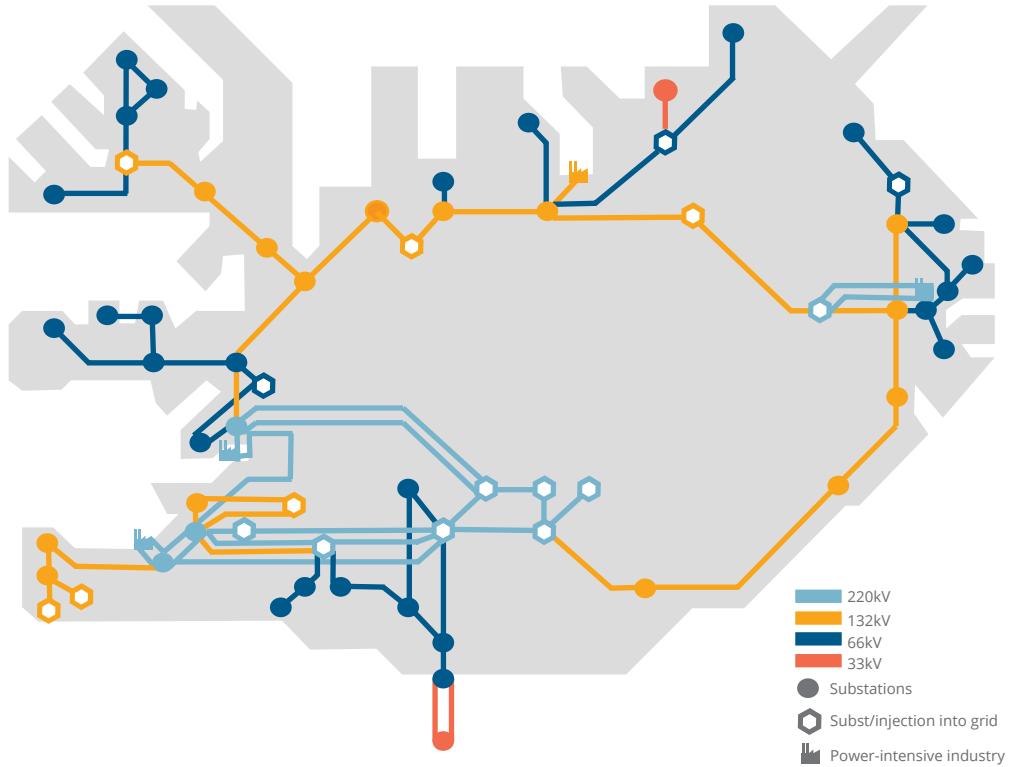 220kV
132kV
66kV
33kV
Substations
Subst/injection into grid
Power-intensive industry